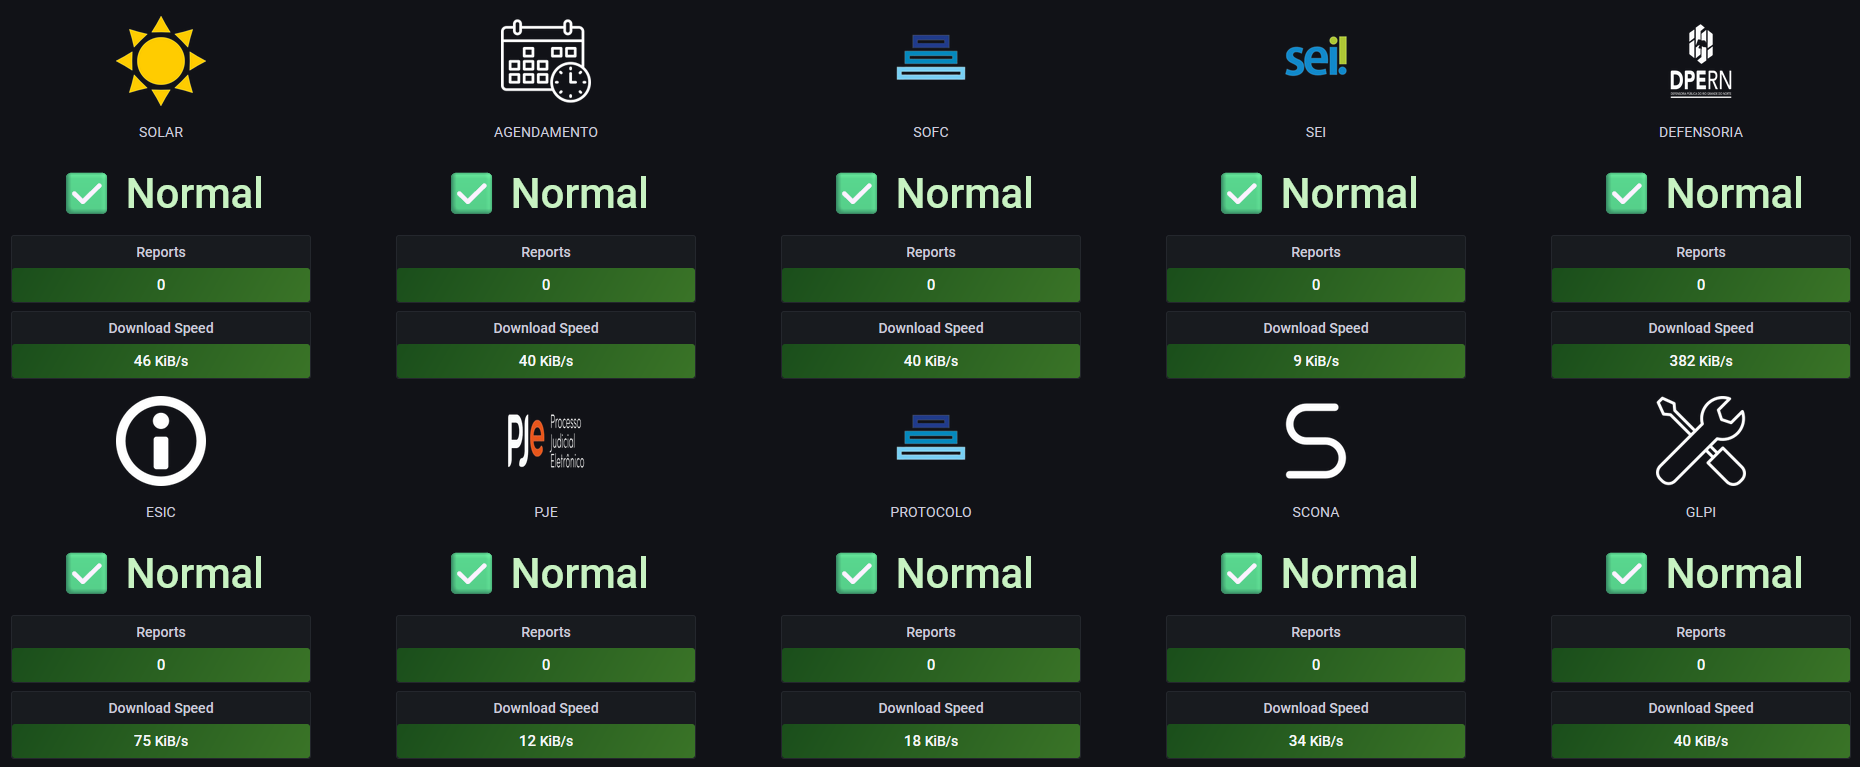 sei!
DPERN
SOLAR
AGENDAMENTO
SOFC
SEI
DEFENSORIA
Normal
Normal
Normal
Normal
Normal
Reports
Reports
Reports
Reports
Reports
0
0
0
0
0
Download Speed
Download Speed
Download Speed
Download Speed
Download Speed
46 KiB/s
40 KiB/s
40 KiB/s
9 KiB/s
382 KiB/s
PJe
Processo
Judicial
Eletrônico
ESIC
PJE
PROTOCOLO
SCONA
GLPI
Normal
Normal
Normal
Normal
Normal
Reports
Reports
Reports
Reports
Reports
0
0
0
0
0
Download Speed
Download Speed
Download Speed
Download Speed
Download Speed
75 KiB/s
12 KiB/s
18 KiB/s
34 KiB/s
40 KiB/s